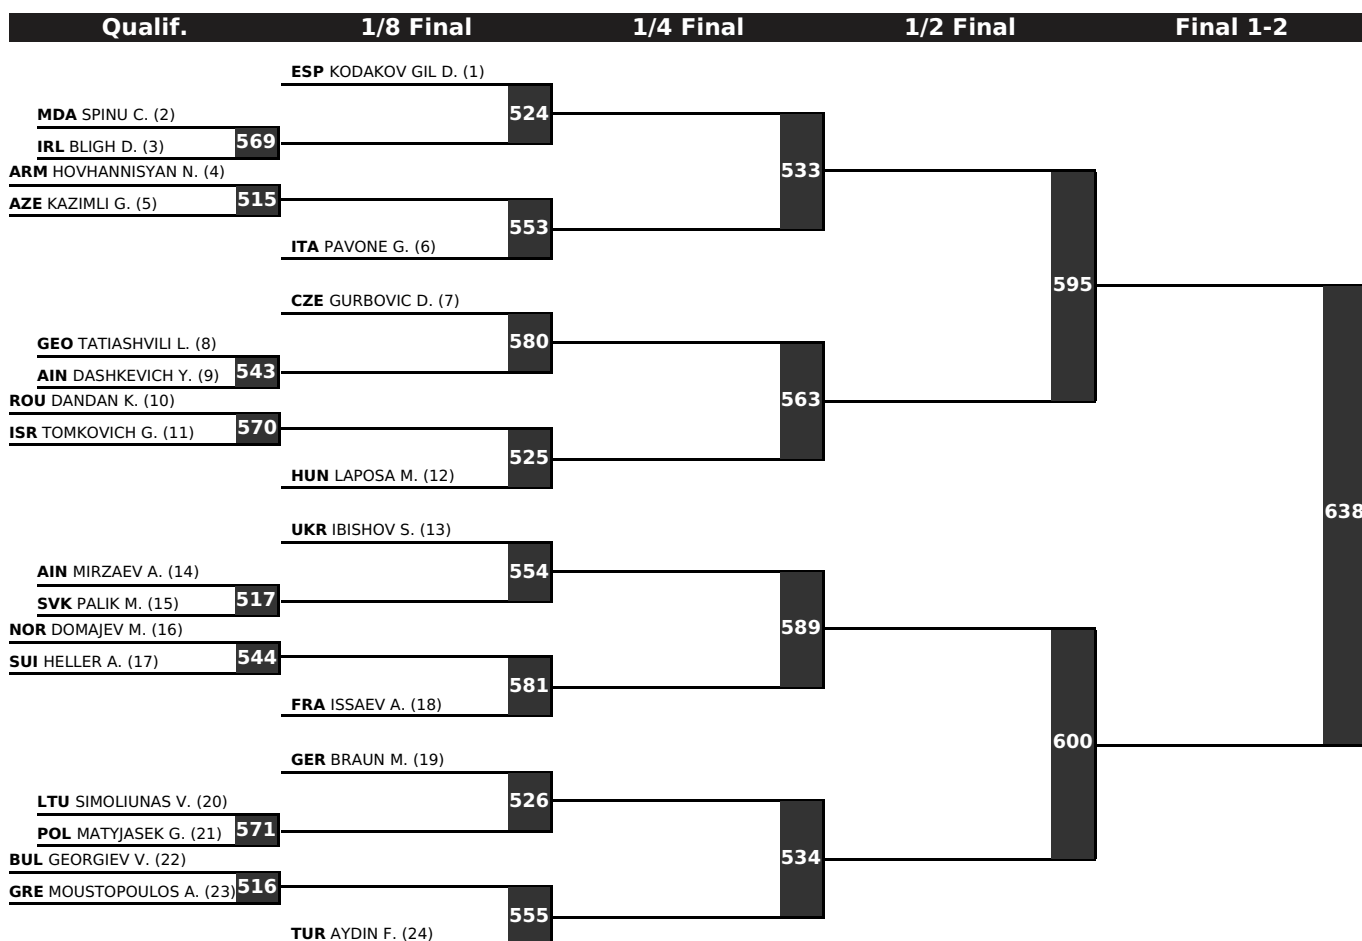 Qualif. 1/8 Final 1/4 Final 1/2 Final Final 1-2
ESP KODAKOV GIL D. (1)
524
MDA SPINU C. (2)
569
IRL BLIGH D. (3)
ARM HOVHANNISYAN N. (4)
533
515
AZE KAZIMLI G. (5)
553
ITA PAVONE G. (6)
595
CZE GURBOVIC D. (7)
580
GEO TATIASHVILI L. (8)
543
AIN DASHKEVICH Y. (9)
ROU DANDAN K. (10)
563
570
ISR TOMKOVICH G. (11)
525
HUN LAPOSA M. (12)
638
UKR IBISHOV S. (13)
554
AIN MIRZAEV A. (14)
517
SVK PALIK M. (15)
NOR DOMAJEV M. (16)
589
544
SUI HELLER A. (17)
581
FRA ISSAEV A. (18)
600
GER BRAUN M. (19)
526
LTU SIMOLIUNAS V. (20)
571
POL MATYJASEK G. (21)
BUL GEORGIEV V. (22)
534
516
GRE MOUSTOPOULOS A. (23)
555
TUR AYDIN F. (24)